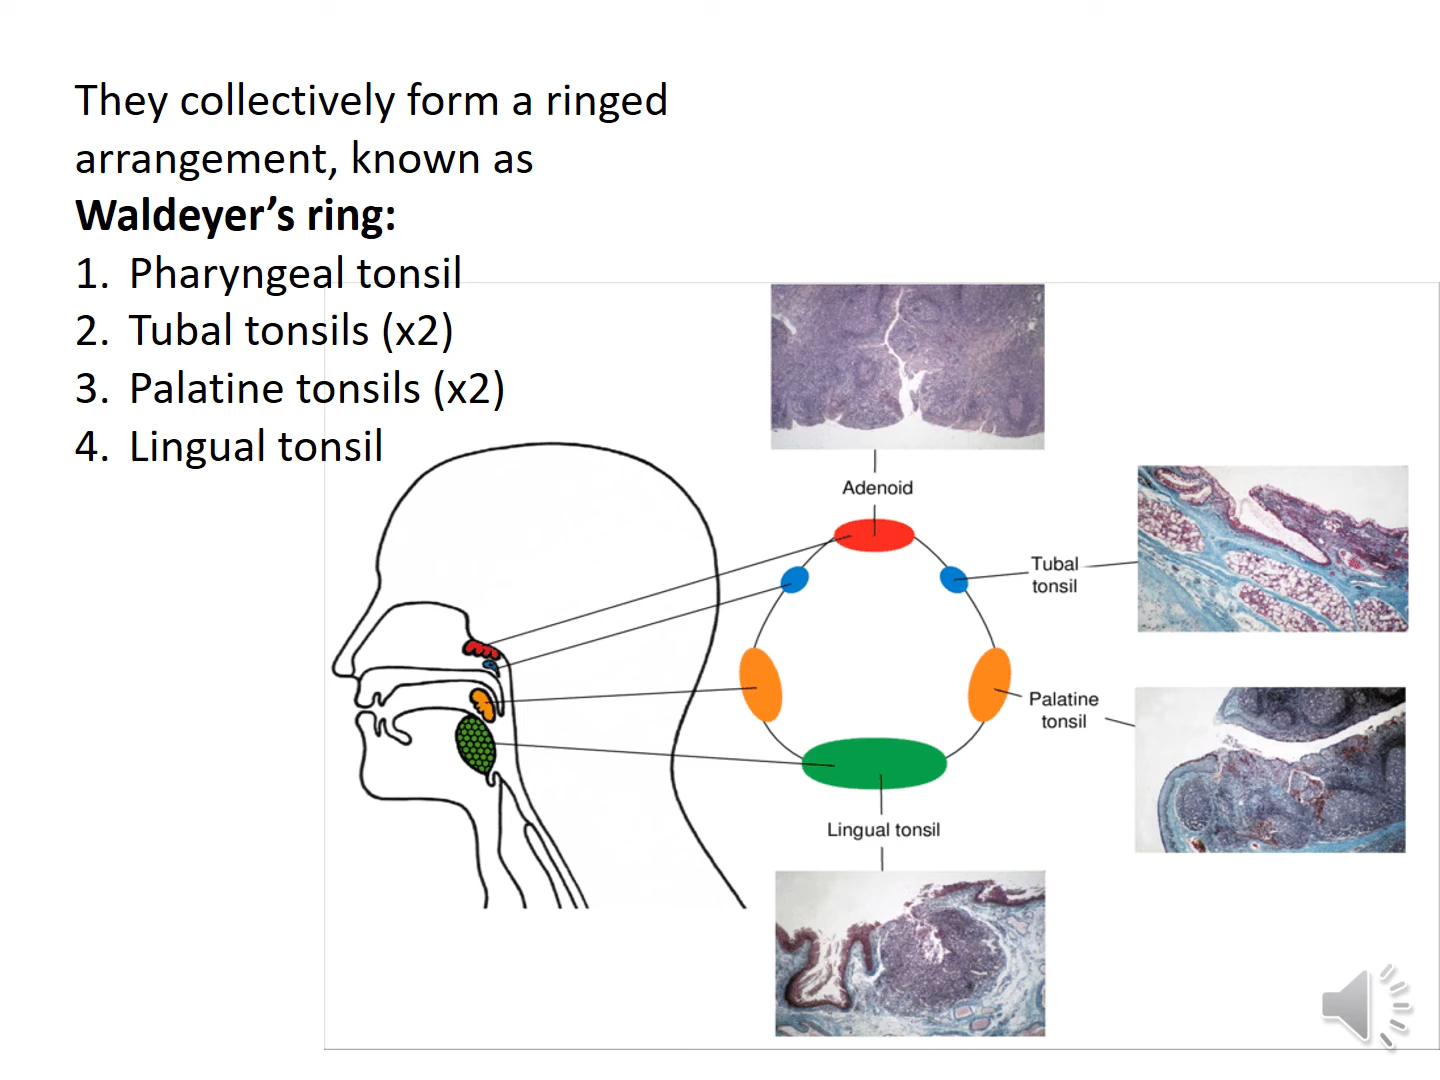 They collectively form a ringed
arrangement, known as
Waldeyer’s ring:
1. Pharyngeal tonsil
2. Tubal tonsils (x2)
3. Palatine tonsils (x2)
4. Lingual tonsil
Adenoid
Tubal
tonsil
Palatine
tonsil
Lingual tonsil